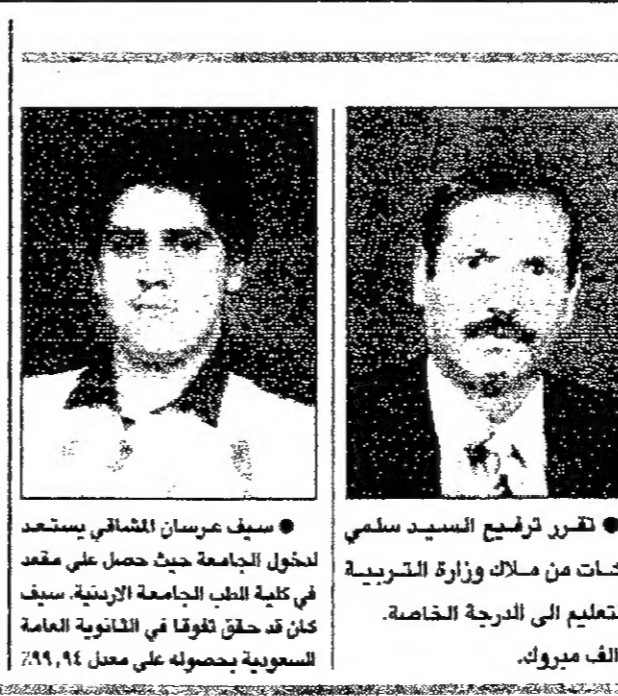 ● تقرر ترفيع السيد سلمي
خات من ملاك وزارة التربية
تعليم الى الدرجة الخاصة.
الف مبروك.
● سيف عرسان المشاقي يستعد
لدخول الجامعة حيث حصل على مقعد
في كلية الطب الجامعة الاردنية. سيف
كان قد حقق تفوقا في الثانوية العامة
السعودية بحصوله على معدل ٩٩,٩٤٪